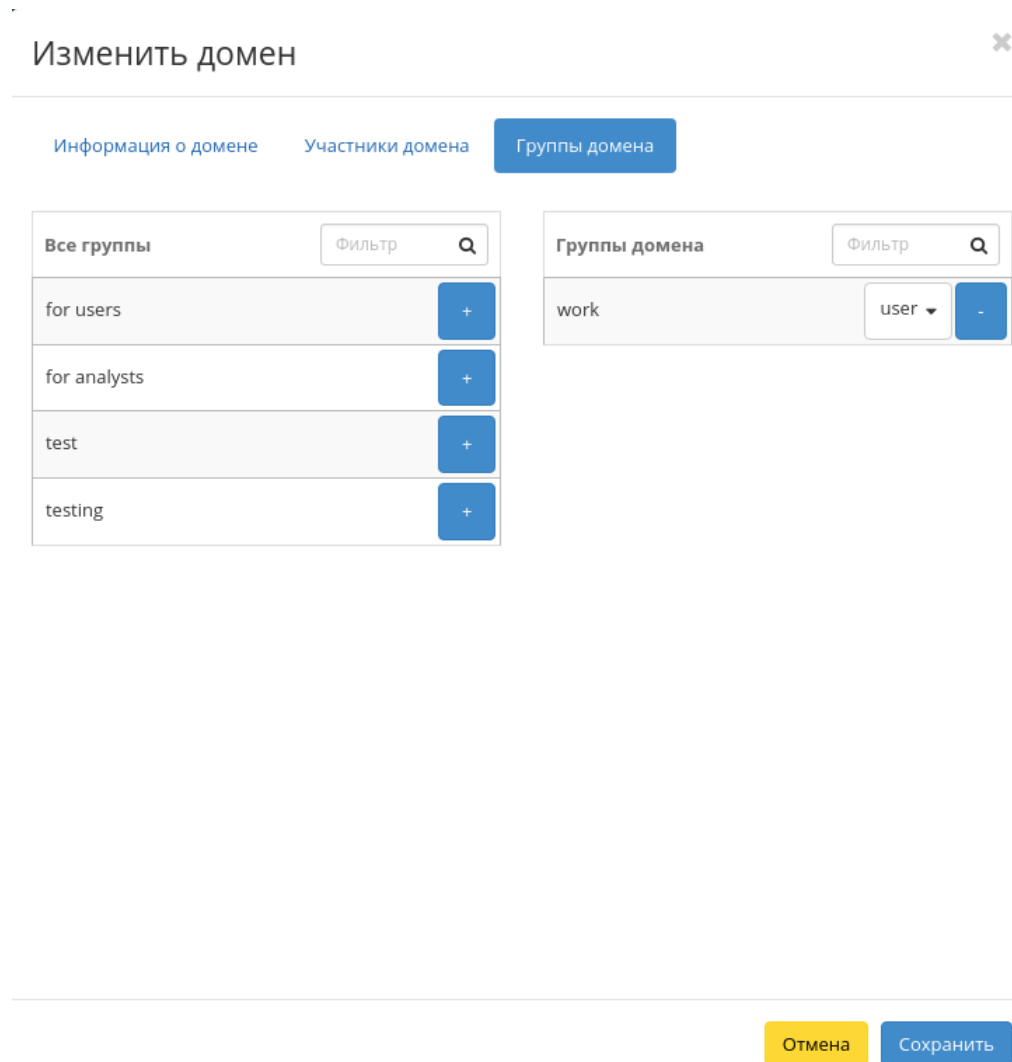 Изменить домен
Информация о домене Участники домена Группы домена
Все группы Фильтр Группы домена Фильтр
for users + work user -
for analysts +
test +
testing +
Отмена Сохранить